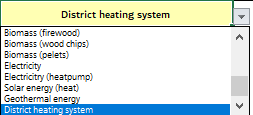 District heating system
Biomass (firewood)
Biomass (wood chips)
Biomass (pelets)
Electricity
Electricitry (heatpump)
Solar energy (heat)
Geothermal energy
District heating system